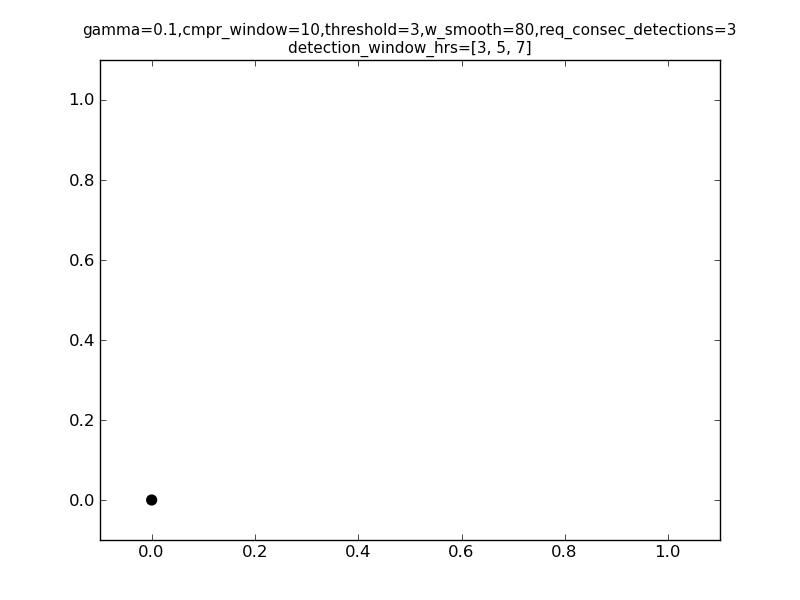 gamma=0.1,cmpr_window=10,threshold=3,w_smooth=80,req_consec_detections=3
detection_window_hrs=[3, 5, 7]
1.0
0.8
0.6
0.4
0.2
0.0
0.0 0.2 0.4 0.6 0.8 1.0